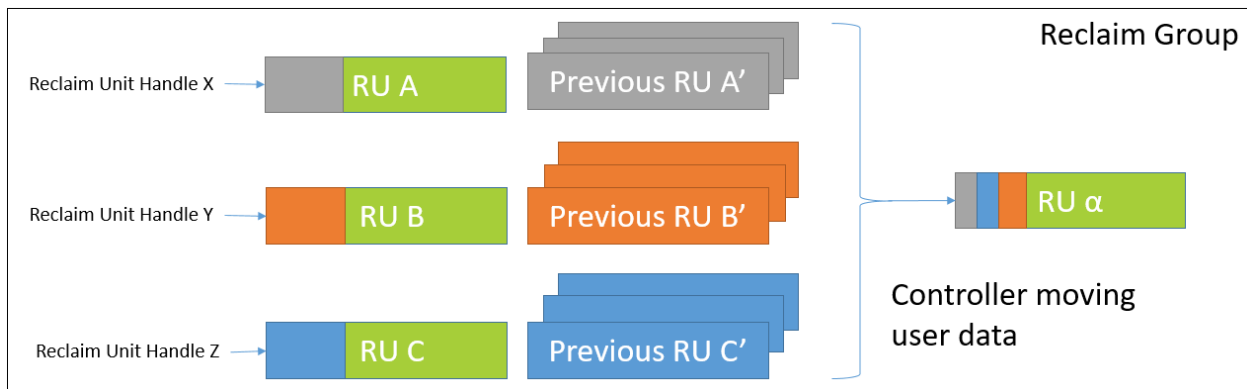 Reclaim Group
Reclaim Unit Handle X
RU A
Previous RU A’
Reclaim Unit Handle Y
RU B
Previous RU B’
RU α
Controller moving
user data
Reclaim Unit Handle Z
RU C
Previous RU C’